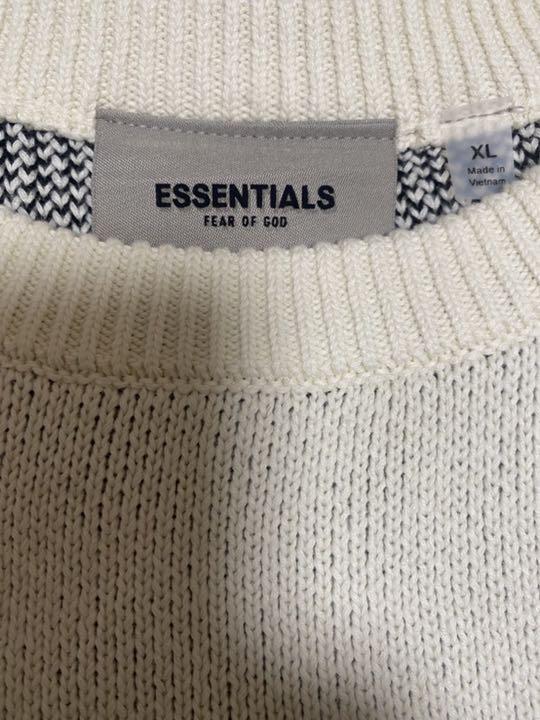 ESSENTIALS
FEAR OF GOD
XL
Made in
Vietnam